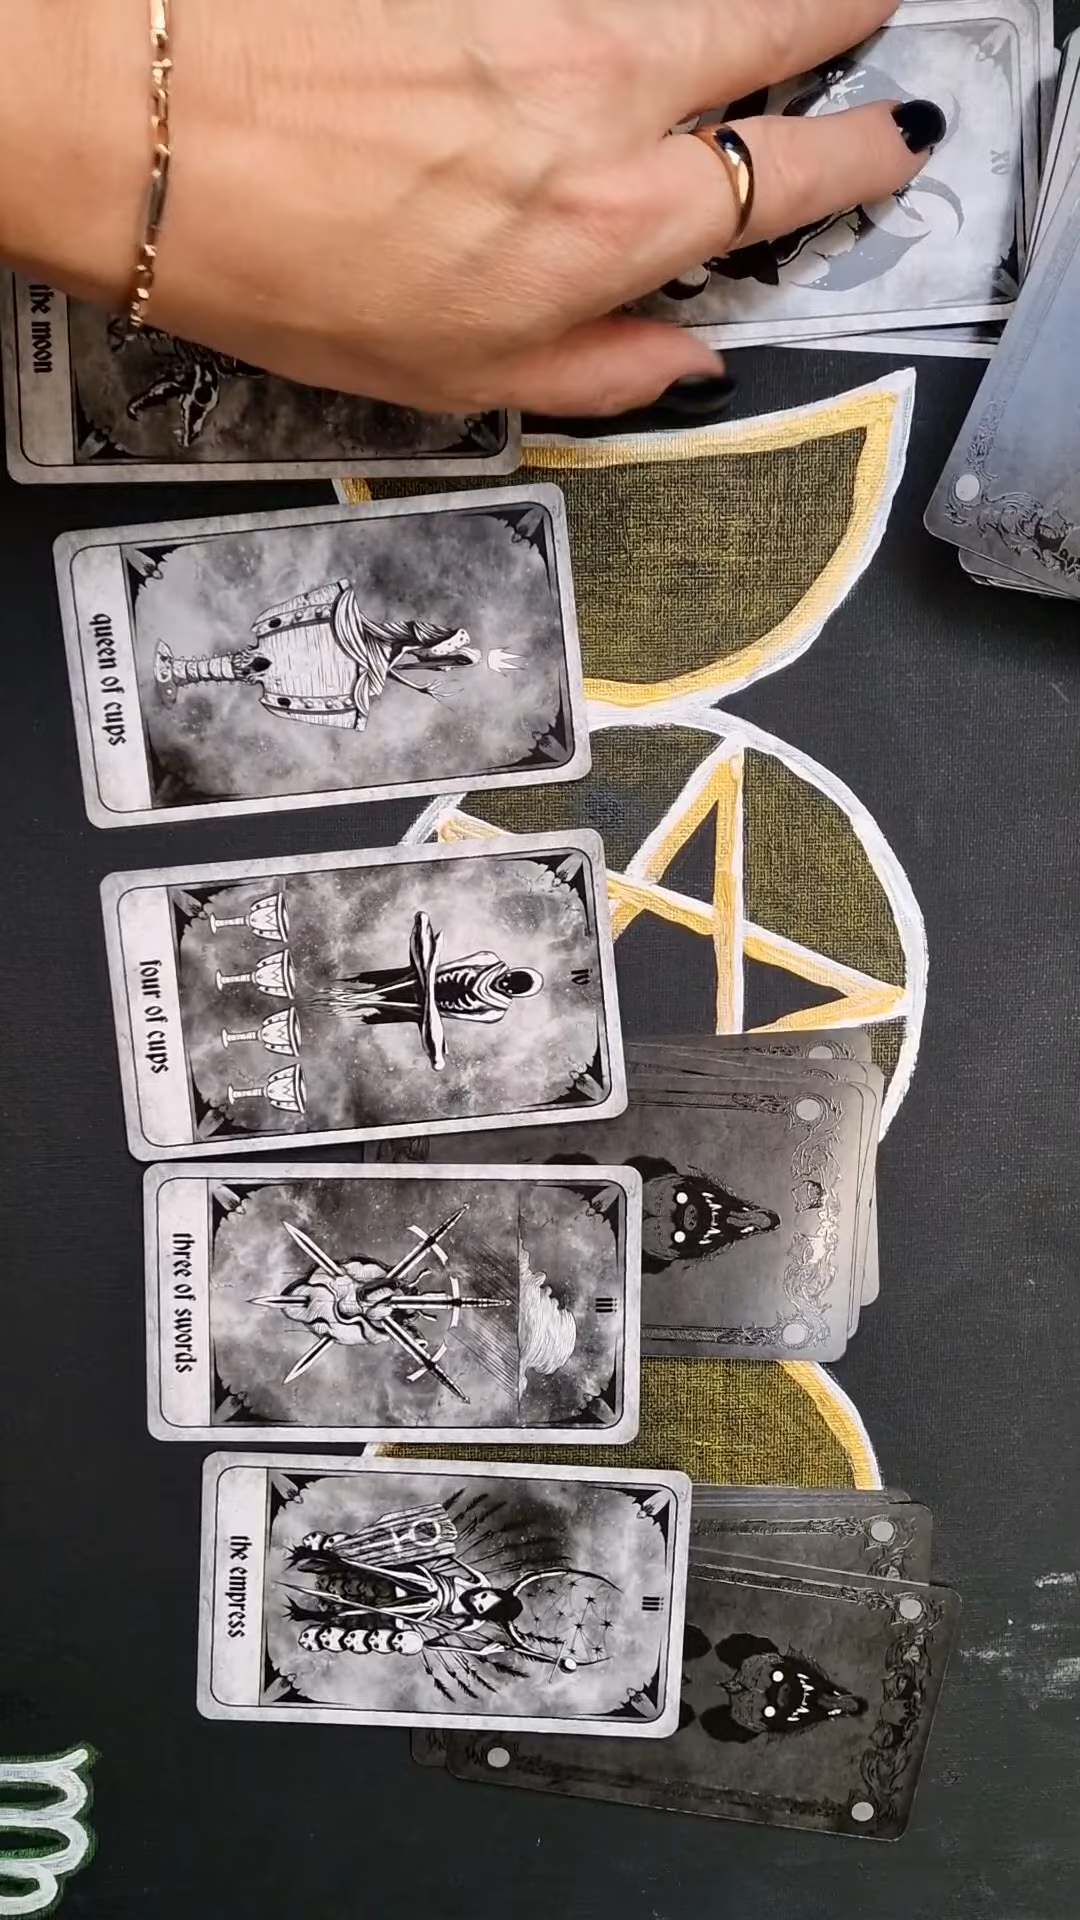 xv
the moon
queen of cups
iv
four of cups
iii
three of swords
iii
the empress